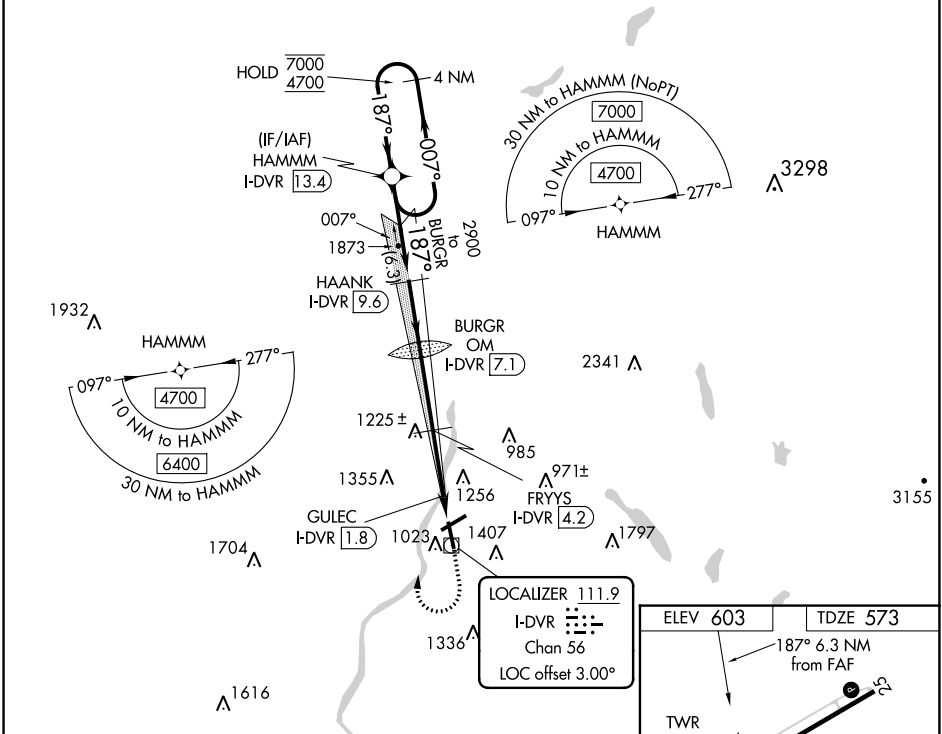 HOLD 7000
4700
4 NM
187°
007°
(IF/IAF)
HAMMM
I-DVR 13.4
30 NM to HAMMM (NoPT)
7000
10 NM to HAMMM
4700
097°
277°
HAMMM
3298
007°
1873
(6.3)
187°
2900
to
BURGR
HAANK
I-DVR 9.6
1932
HAMMM
097°
277°
4700
10 NM to HAMMM
6400
30 NM to HAMMM
BURGR
OM
I-DVR 7.1
2341
1225 ±
985
1355
1256
971±
FRYYS
I-DVR 4.2
3155
GULEC
I-DVR 1.8
1023
1407
1797
1704
LOCALIZER 111.9
I-DVR
Chan 56
LOC offset 3.00°
1336
1616
ELEV 603
TDZE 573
187° 6.3 NM
from FAF
TWR
P
25